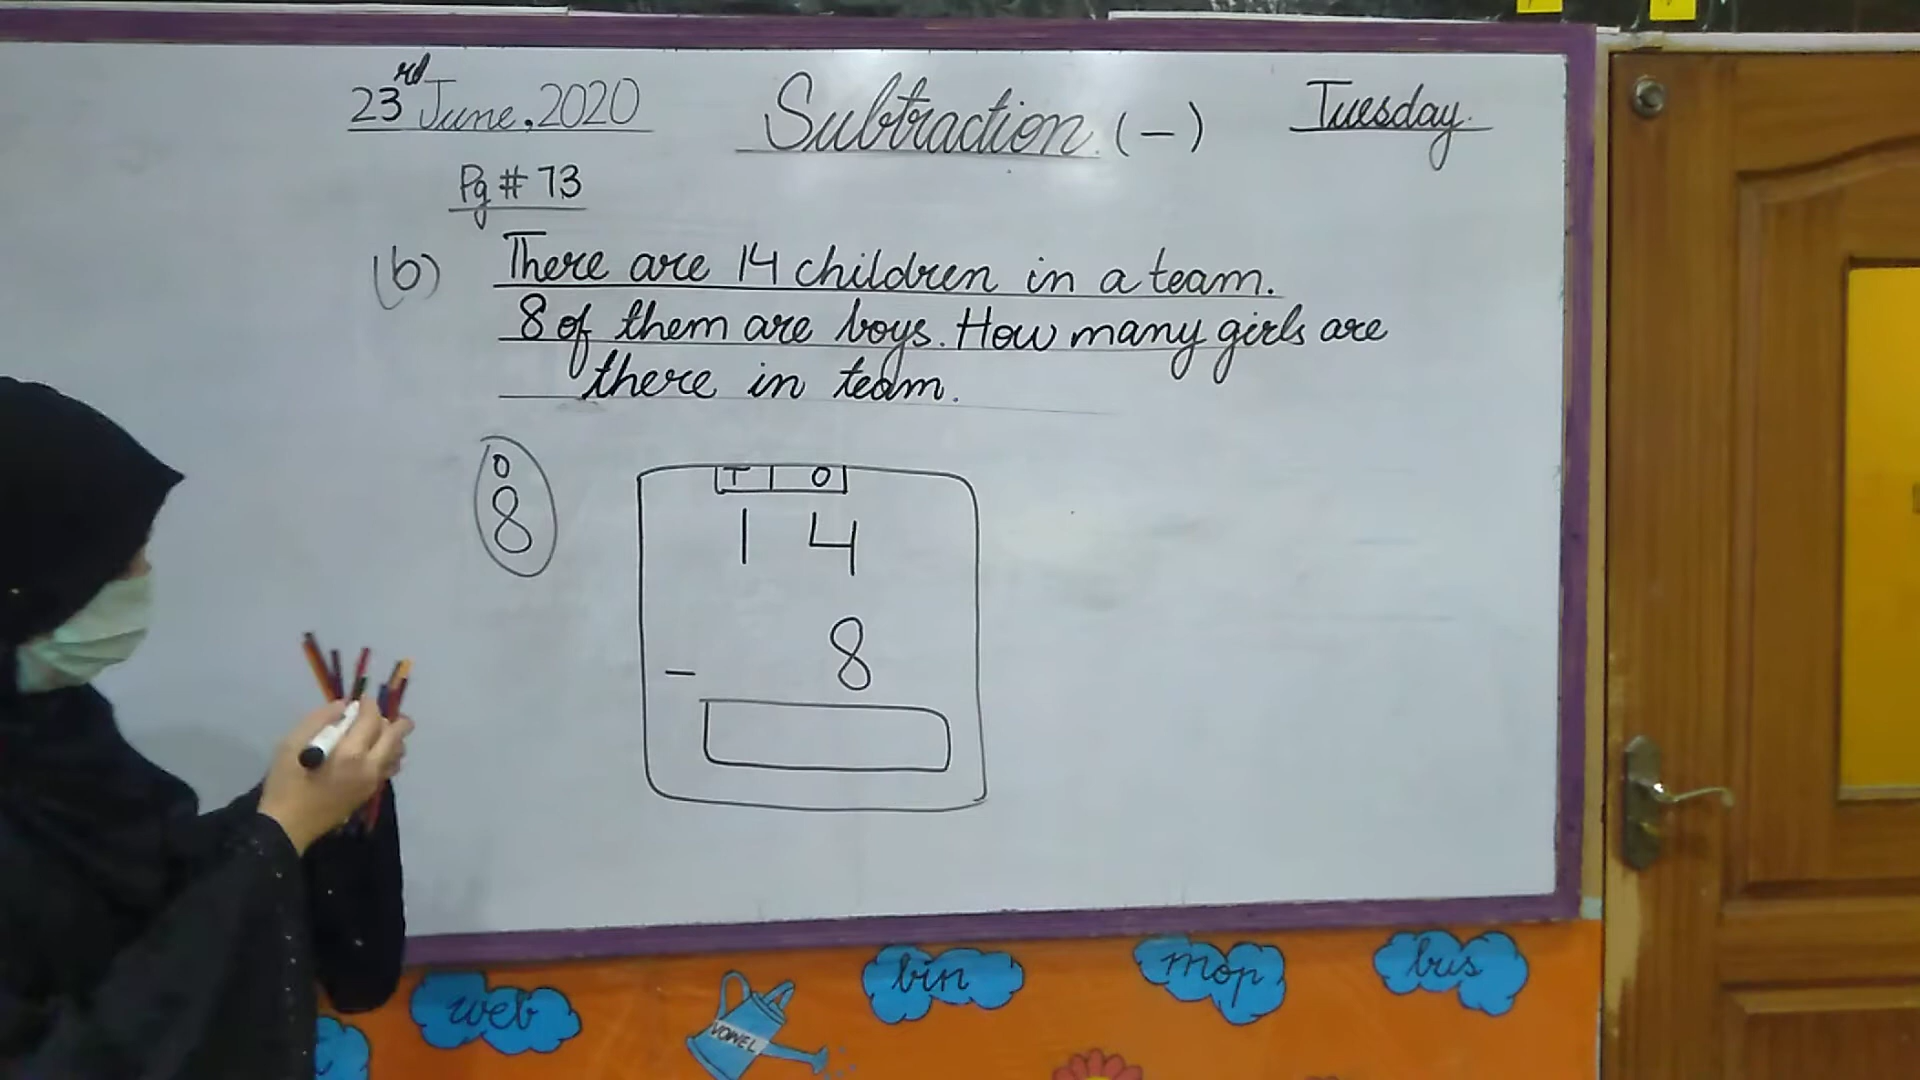 23rd June, 2020 Subtraction. (-) Tuesday.
Pg # 73
(b) There are 14 children in a team.
8 of them are boys. How many girls are
there in team.
0
8
T O
1 4
- 8
web
VOWEL
bin
mop
bus